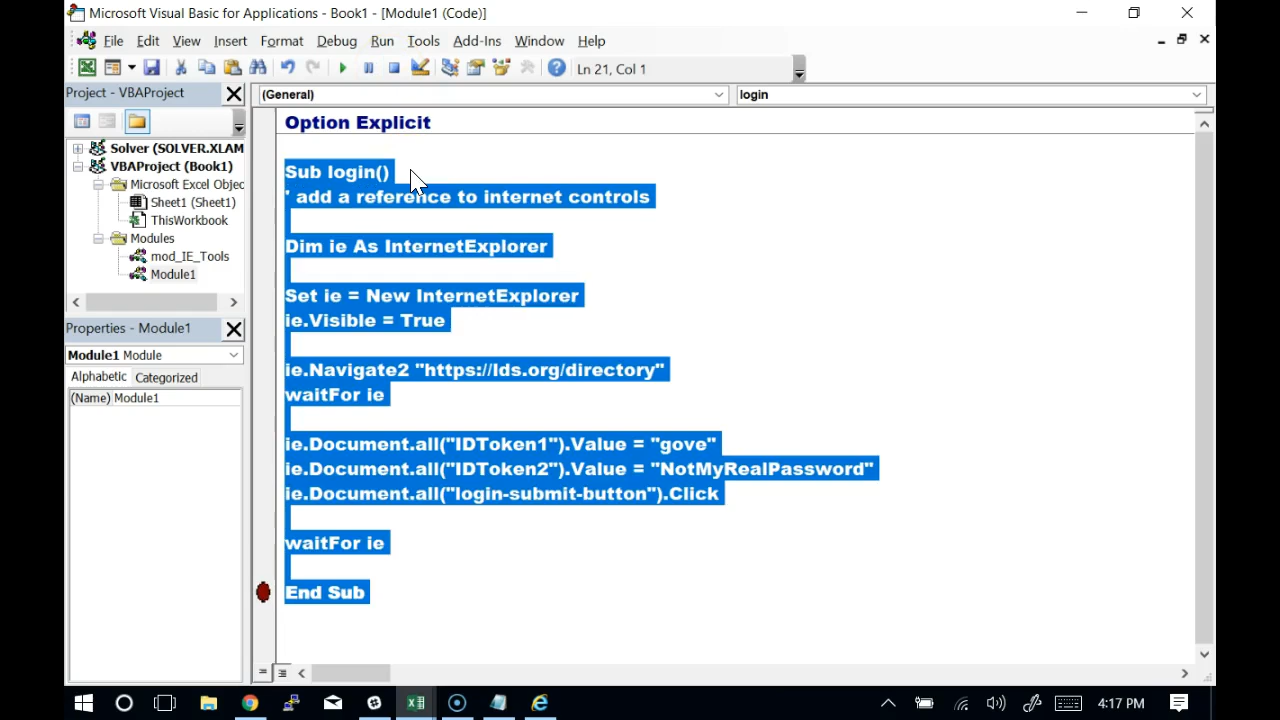 Microsoft Visual Basic for Applications - Book1 - [Module1 (Code)]
File Edit View Insert Format Debug Run Tools Add-Ins Window Help
Ln 21, Col 1
Project - VBAProject
(General)
login
Solver (SOLVER.XLAM
VBAProject (Book1)
Microsoft Excel Objec
Sheet1 (Sheet1)
ThisWorkbook
Modules
mod_IE_Tools
Module1
Properties - Module1
Module1 Module
Alphabetic Categorized
(Name) Module1
Option Explicit
Sub login()
' add a reference to internet controls
Dim ie As InternetExplorer
Set ie = New InternetExplorer
ie.Visible = True
ie.Navigate2 "https://lds.org/directory"
waitFor ie
ie.Document.all("IDToken1").Value = "gove"
ie.Document.all("IDToken2").Value = "NotMyRealPassword"
ie.Document.all("login-submit-button").Click
waitFor ie
End Sub
4:17 PM